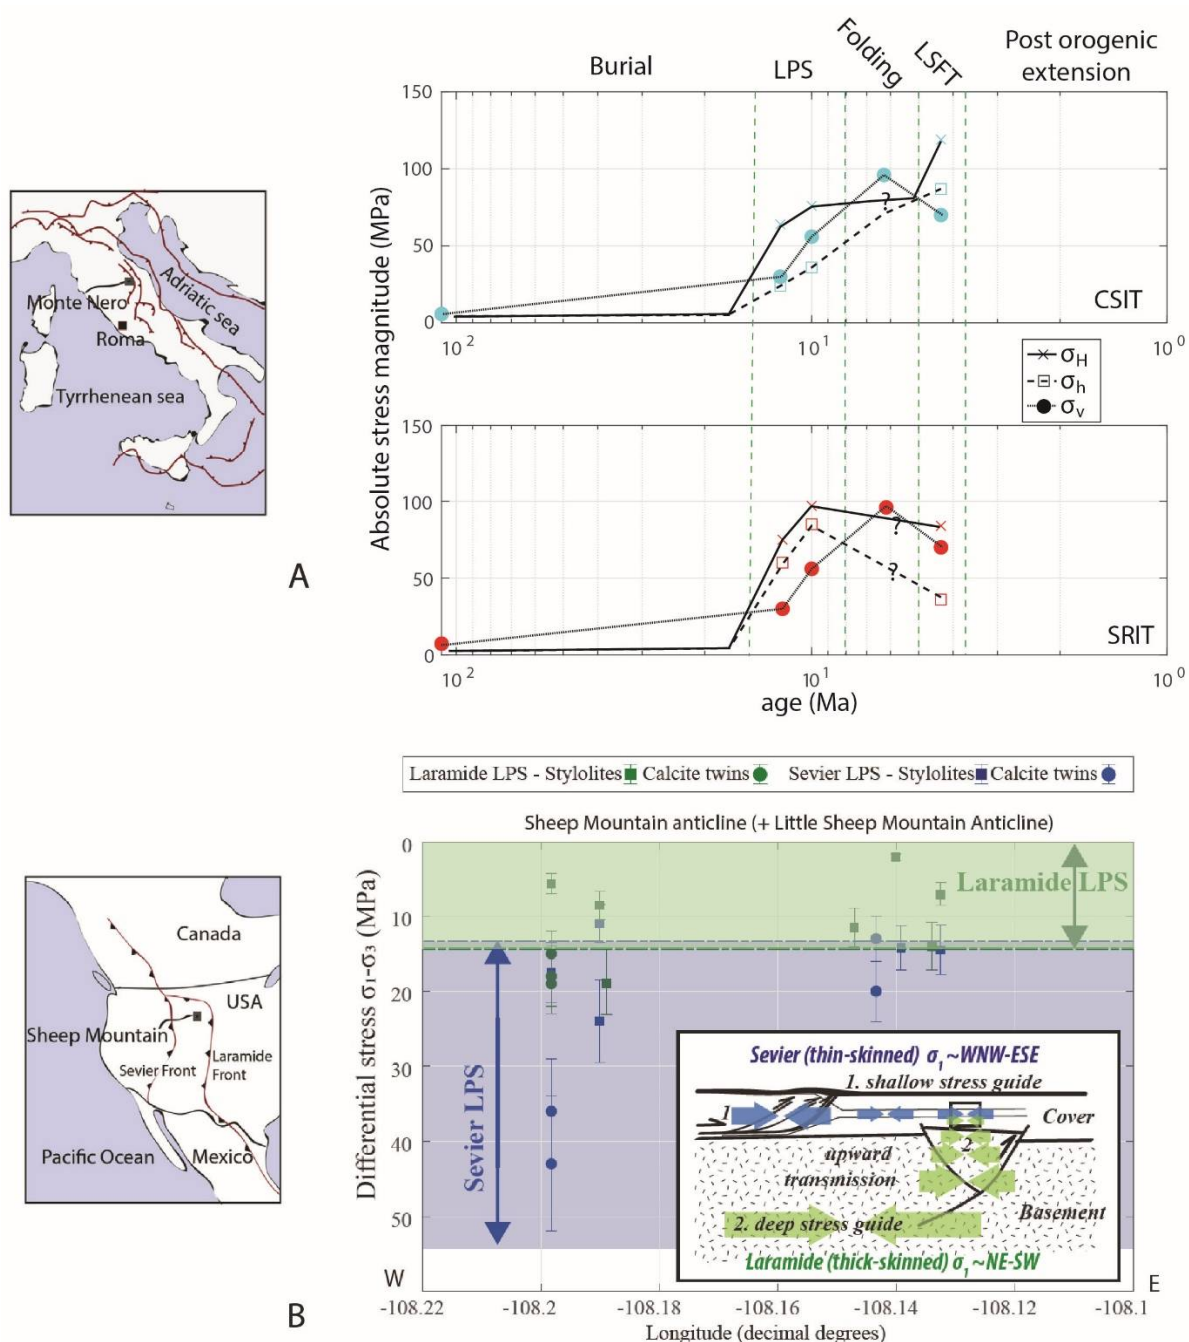 Burial
LPS
Folding
LSFT
Post orogenic
extension
Absolute stress magnitude (MPa)
150
100
50
0
10²
10¹
10⁰
?
CSIT
σH
σh
σv
150
100
50
0
10²
10¹
10⁰
?
?
SRIT
age (Ma)
Monte Nero
Roma
Adriatic sea
Tyrrhenean sea
A
Laramide LPS - Stylolites Calcite twins Sevier LPS - Stylolites Calcite twins
Sheep Mountain anticline (+ Little Sheep Mountain Anticline)
Differential stress σ1-σ3 (MPa)
0
10
20
30
40
50
Laramide LPS
Sevier LPS
Sevier (thin-skinned) σ1~WNW-ESE
1. shallow stress guide
1
Cover
2
upward
transmission
Basement
2. deep stress guide
Laramide (thick-skinned) σ1~NE-SW
W
E
-108.22 -108.2 -108.18 -108.16 -108.14 -108.12 -108.1
Longitude (decimal degrees)
Canada
USA
Sheep Mountain
Sevier Front
Laramide
Front
Pacific Ocean
Mexico
B